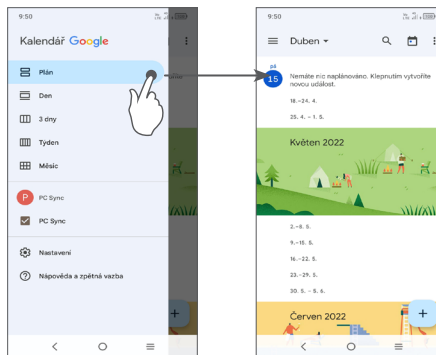 9:50
Kalendář Google
Plán
Den
3 dny
Týden
Měsíc
P
PC Sync
PC Sync
Nastavení
Nápověda a zpětná vazba
+
9:50
Duben
pá
15
Nemáte nic naplánováno. Klepnutím vytvoříte
novou událost.
18.–24. 4.
25. 4. – 1. 5.
Květen 2022
2.–8. 5.
9.–15. 5.
16.–22. 5.
23.–29. 5.
30. 5. – 5. 6.
Červen 2022
+